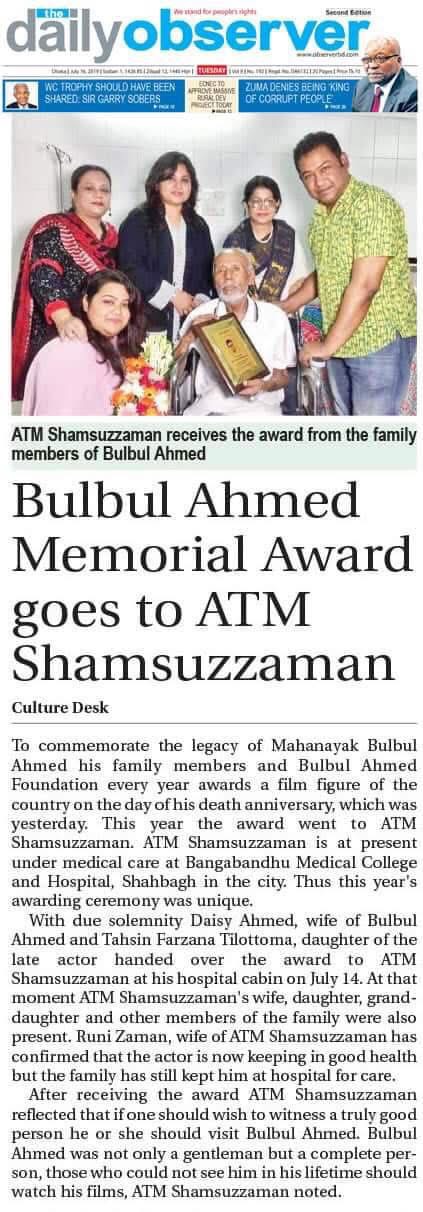 the
daily observer
We stand for people's rights
Second Edition
www.observerbd.com
TUESDAY
WC TROPHY SHOULD HAVE BEEN
SHARED: SIR GARRY SOBERS
ECNEC TO
APPROVE MASSIVE
RURAL DEV
PROJECT TODAY
ZUMA DENIES BEING 'KING
OF CORRUPT PEOPLE'
ATM Shamsuzzaman receives the award from the family
members of Bulbul Ahmed
Bulbul Ahmed
Memorial Award
goes to ATM
Shamsuzzaman
Culture Desk
To commemorate the legacy of Mahanayak Bulbul
Ahmed his family members and Bulbul Ahmed
Foundation every year awards a film figure of the
country on the day of his death anniversary, which was
yesterday. This year the award went to ATM
Shamsuzzaman. ATM Shamsuzzaman is at present
under medical care at Bangabandhu Medical College
and Hospital, Shahbagh in the city. Thus this year's
awarding ceremony was unique.
With due solemnity Daisy Ahmed, wife of Bulbul
Ahmed and Tahsin Farzana Tilottoma, daughter of the
late actor handed over the award to ATM
Shamsuzzaman at his hospital cabin on July 14. At that
moment ATM Shamsuzzaman's wife, daughter, grand-
daughter and other members of the family were also
present. Runi Zaman, wife of ATM Shamsuzzaman has
confirmed that the actor is now keeping in good health
but the family has still kept him at hospital for care.
After receiving the award ATM Shamsuzzaman
reflected that if one should wish to witness a truly good
person he or she should visit Bulbul Ahmed. Bulbul
Ahmed was not only a gentleman but a complete per-
son, those who could not see him in his lifetime should
watch his films, ATM Shamsuzzaman noted.